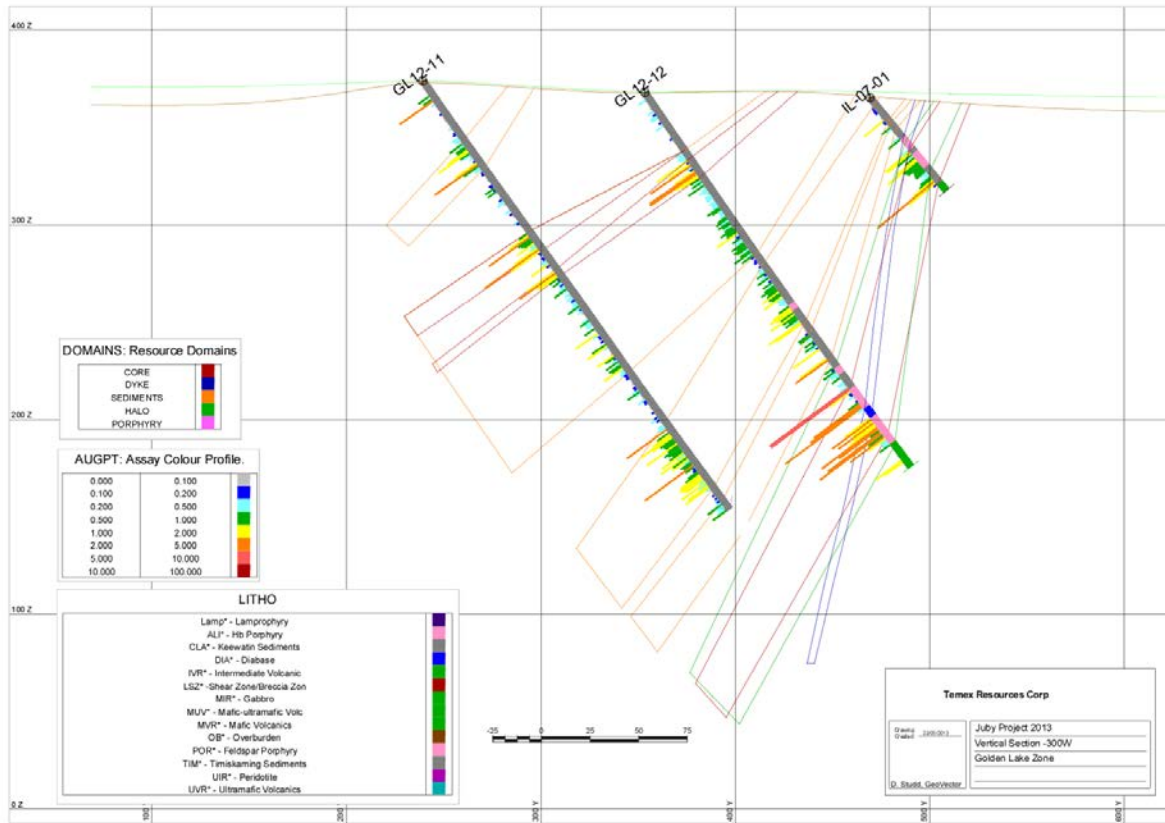 400 Z
GL12-11
GL12-12
IL-07-01
300 Z
200 Z
DOMAINS: Resource Domains
CORE
DYKE
SEDIMENTS
HALO
PORPHYRY
AUGPT: Assay Colour Profile.
0.000 0.100
0.100 0.200
0.200 0.500
0.500 1.000
1.000 2.000
2.000 5.000
5.000 10.000
10.000 100.000
100 Z
LITHO
Lamp* - Lamprophyry
ALI* - Hb Porphyry
CLA* - Keewatin Sediments
DIA* - Diabase
IVR* - Intermediate Volcanic
LSZ* -Shear Zone/Breccia Zon
MIR* - Gabbro
MUV* - Mafic-ultramafic Volc
MVR* - Mafic Volcanics
OB* - Overburden
POR* - Feldspar Porphyry
TIM* - Timiskaming Sediments
UIR* - Peridotite
UVR* - Ultramafic Volcanics
-25 0 25 50 75
Temex Resources Corp
Juby Project 2013
Vertical Section -300W
Golden Lake Zone
D. Studd, GeoVector
0 Z